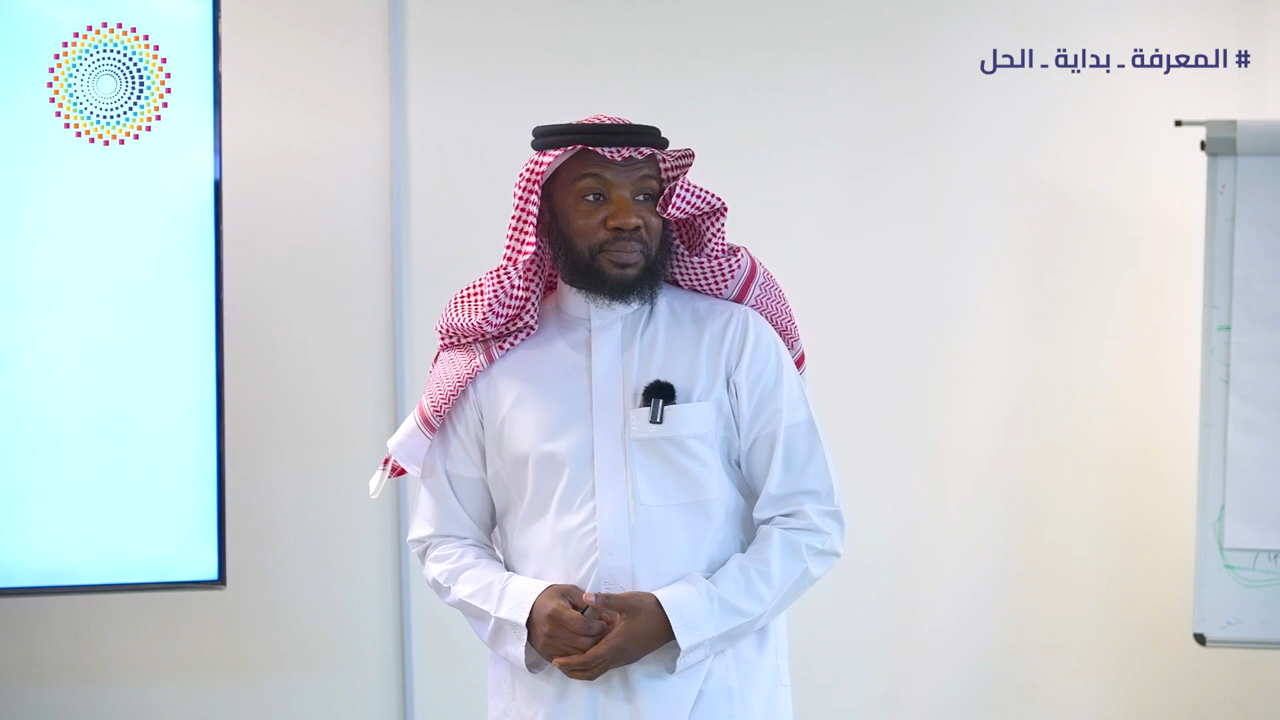 # المعرفة ـ بداية ـ الحل